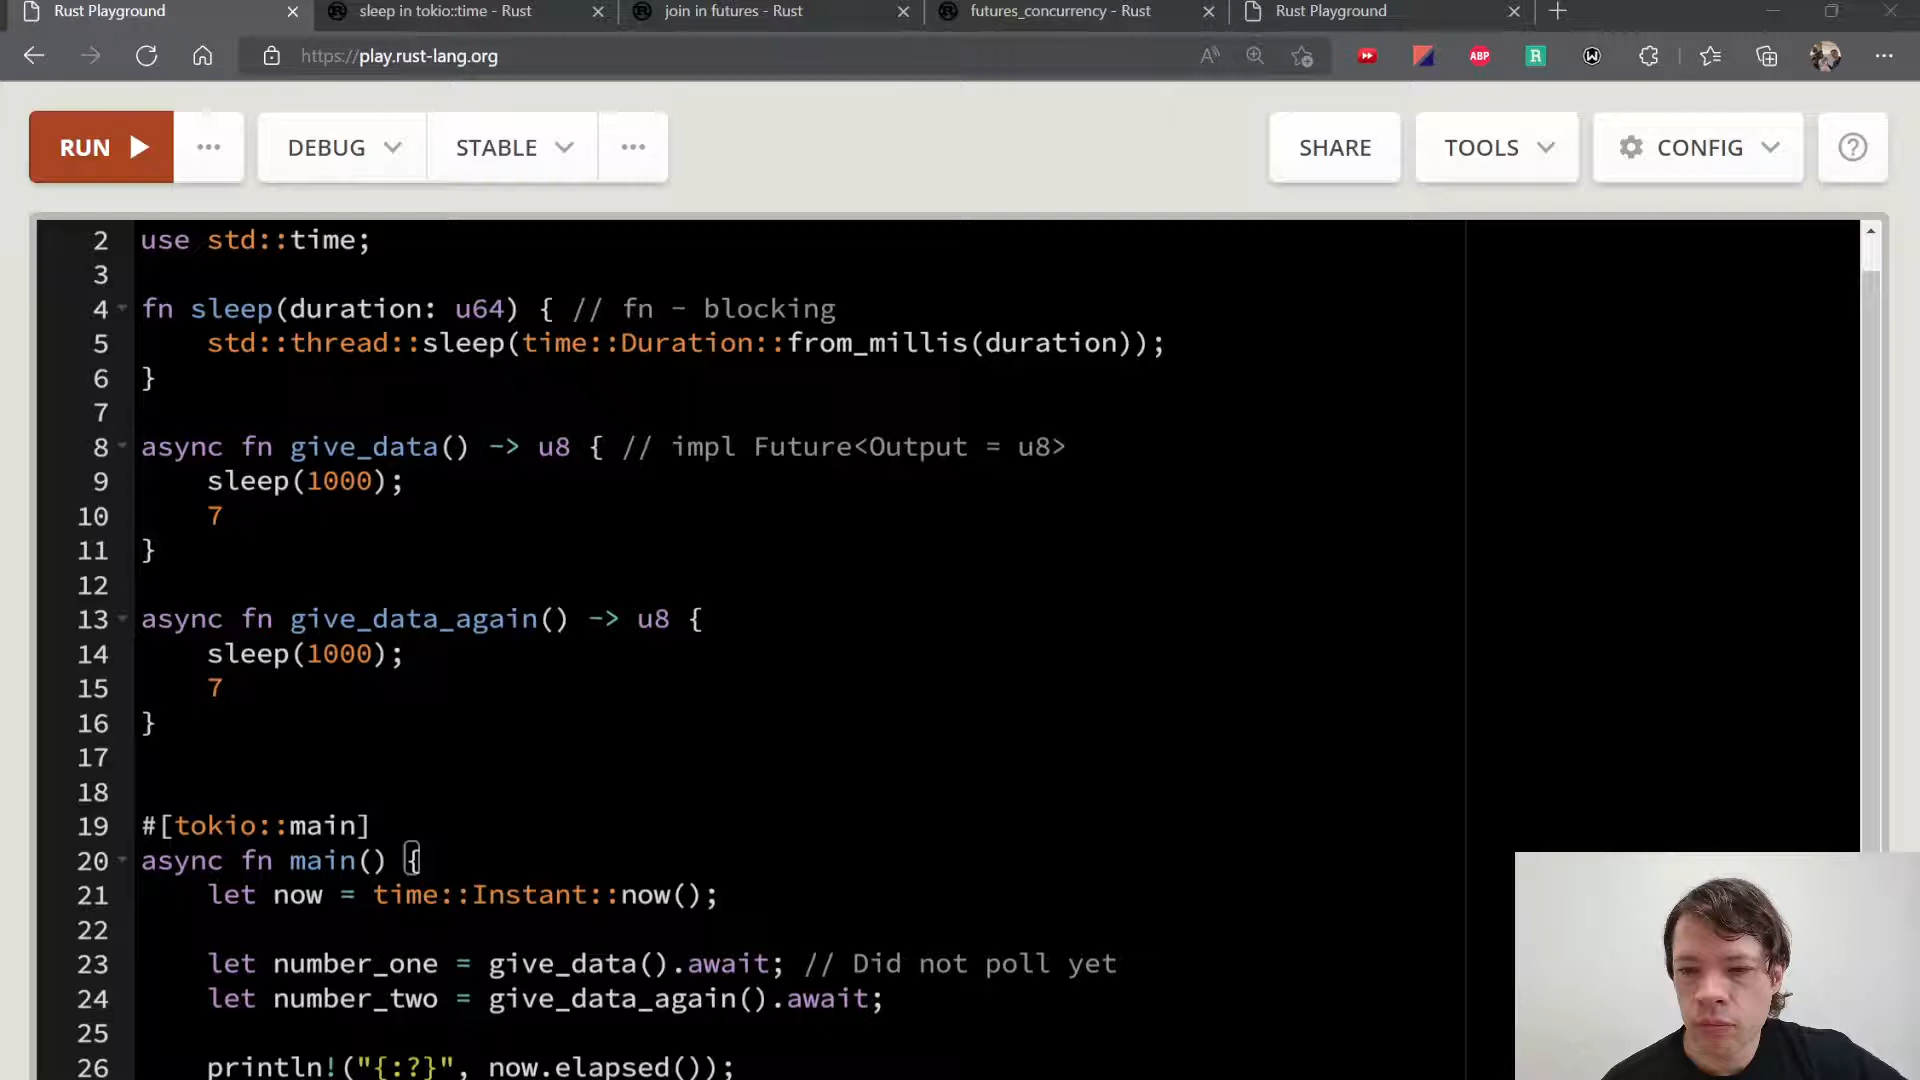 Rust Playground
sleep in tokio::time - Rust
join in futures - Rust
futures_concurrency - Rust
Rust Playground
https://play.rust-lang.org
ABP
R
W
RUN
DEBUG
STABLE
SHARE
TOOLS
CONFIG
2 use std::time;
3
4 fn sleep(duration: u64) { // fn - blocking
5 std::thread::sleep(time::Duration::from_millis(duration));
6 }
7
8 async fn give_data() -> u8 { // impl Future<Output = u8>
9 sleep(1000);
10 7
11 }
12
13 async fn give_data_again() -> u8 {
14 sleep(1000);
15 7
16 }
17
18
19 #[tokio::main]
20 async fn main() {
21 let now = time::Instant::now();
22
23 let number_one = give_data().await; // Did not poll yet
24 let number_two = give_data_again().await;
25
26 println!("{:?}", now.elapsed());